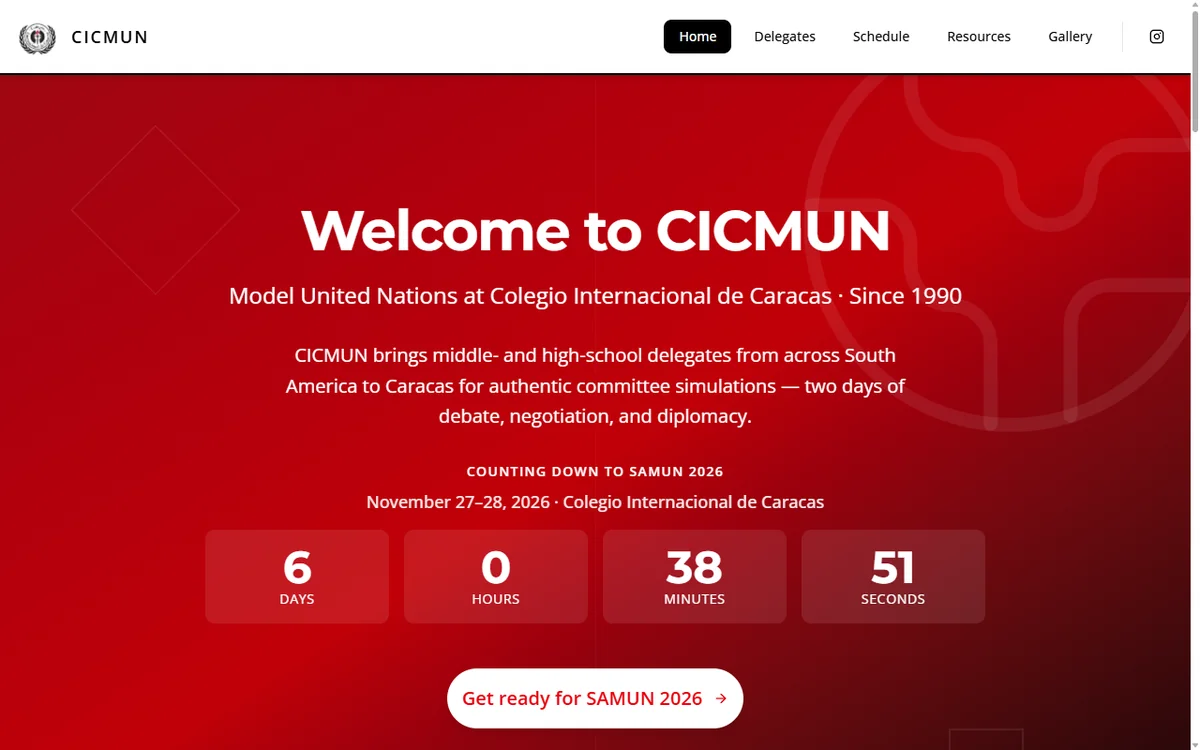 CICMUN
Home
Delegates
Schedule
Resources
Gallery
Welcome to CICMUN
Model United Nations at Colegio Internacional de Caracas · Since 1990
CICMUN brings middle- and high-school delegates from across South
America to Caracas for authentic committee simulations — two days of
debate, negotiation, and diplomacy.
COUNTING DOWN TO SAMUN 2026
November 27–28, 2026 · Colegio Internacional de Caracas
6
DAYS
0
HOURS
38
MINUTES
51
SECONDS
Get ready for SAMUN 2026 →